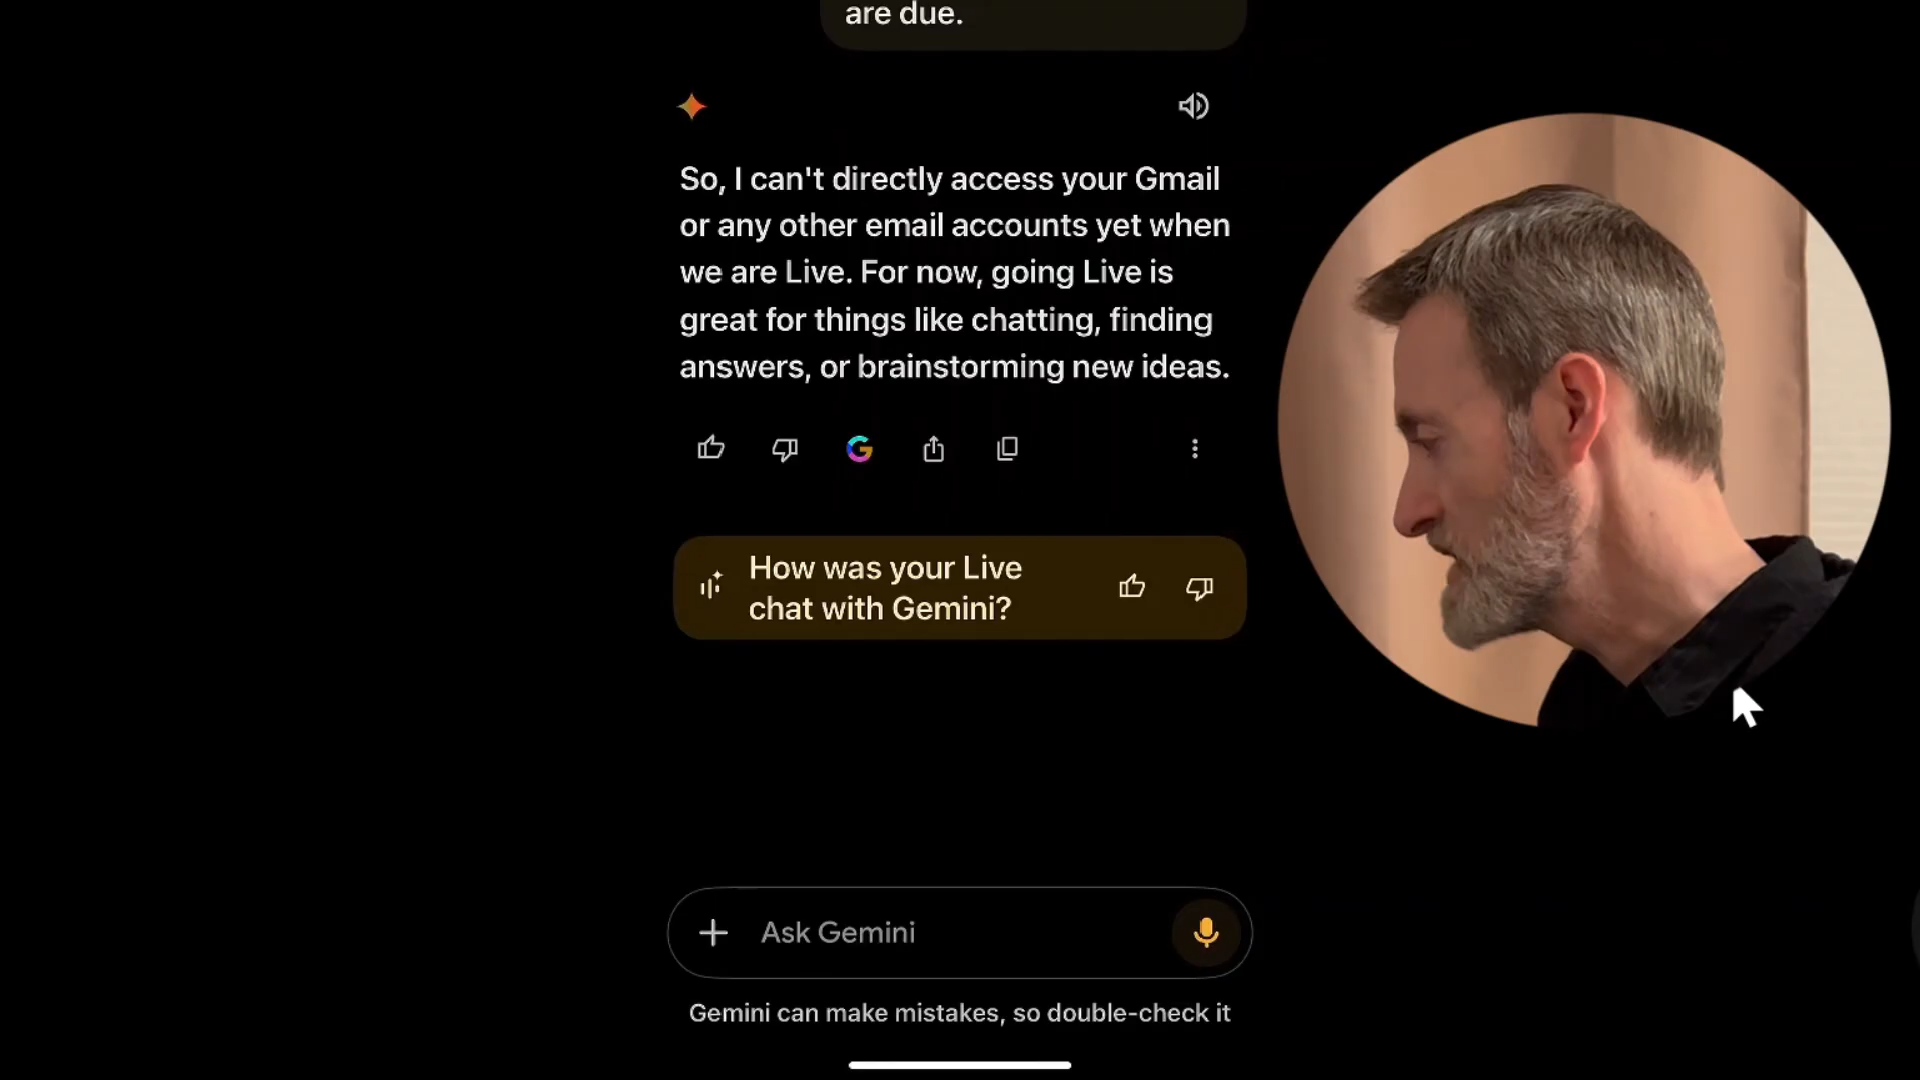 are due.
So, I can't directly access your Gmail
or any other email accounts yet when
we are Live. For now, going Live is
great for things like chatting, finding
answers, or brainstorming new ideas.
How was your Live
chat with Gemini?
Ask Gemini
Gemini can make mistakes, so double-check it